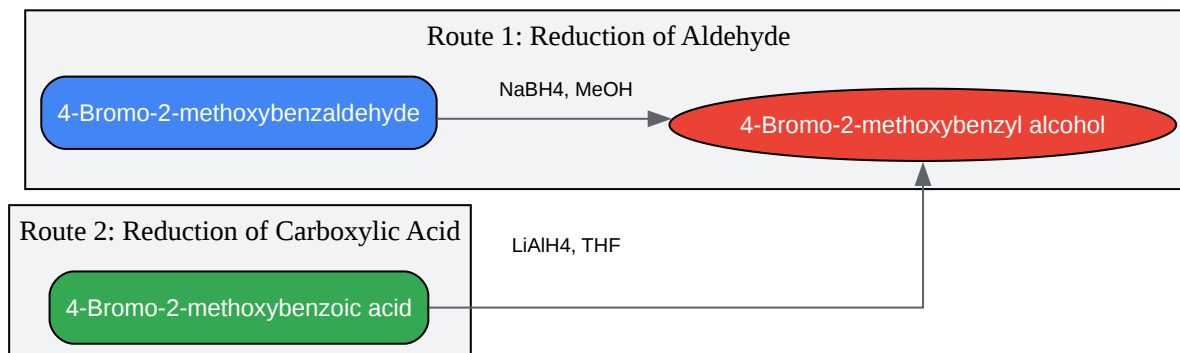 Route 1: Reduction of Aldehyde
4-Bromo-2-methoxybenzaldehyde
NaBH4, MeOH
4-Bromo-2-methoxybenzyl alcohol
Route 2: Reduction of Carboxylic Acid
LiAlH4, THF
4-Bromo-2-methoxybenzoic acid